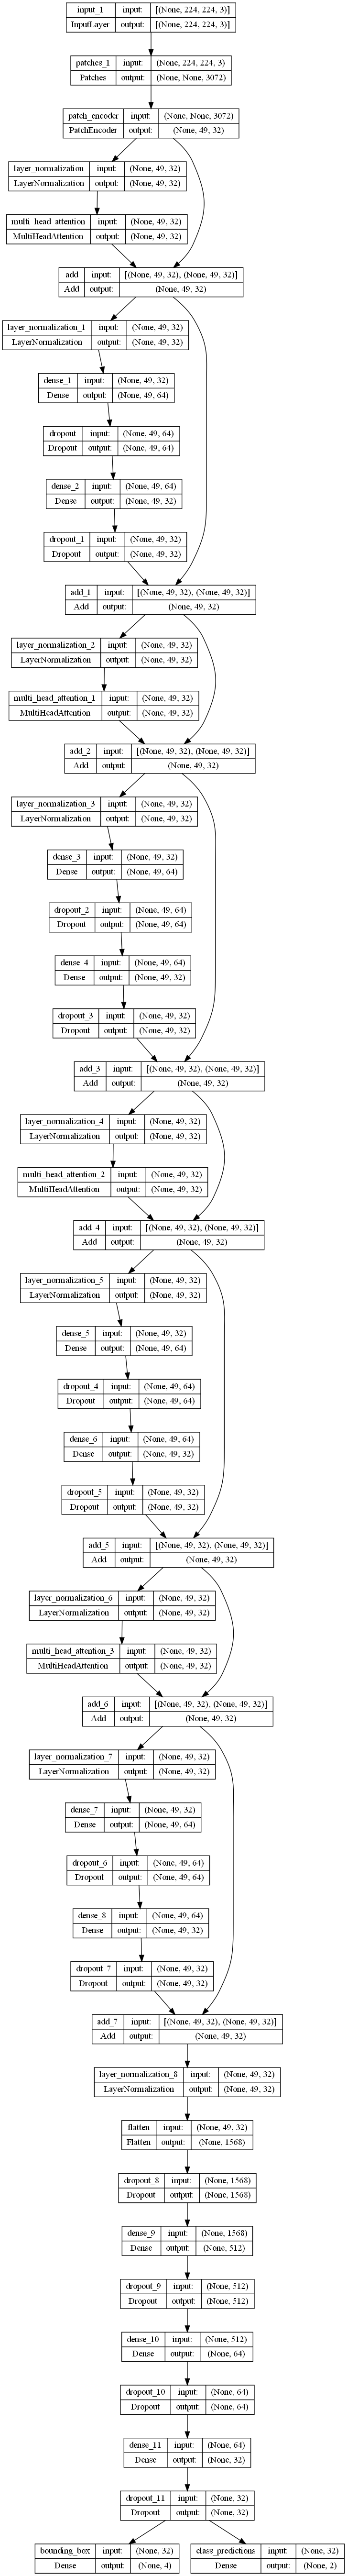 input_1 input: [(None, 224, 224, 3)]
InputLayer output: [(None, 224, 224, 3)]
patches_1 input: (None, 224, 224, 3)
Patches output: (None, None, 3072)
patch_encoder input: (None, None, 3072)
PatchEncoder output: (None, 49, 32)
layer_normalization input: (None, 49, 32)
LayerNormalization output: (None, 49, 32)
multi_head_attention input: (None, 49, 32)
MultiHeadAttention output: (None, 49, 32)
add input: [(None, 49, 32), (None, 49, 32)]
Add output: (None, 49, 32)
layer_normalization_1 input: (None, 49, 32)
LayerNormalization output: (None, 49, 32)
dense_1 input: (None, 49, 32)
Dense output: (None, 49, 64)
dropout input: (None, 49, 64)
Dropout output: (None, 49, 64)
dense_2 input: (None, 49, 64)
Dense output: (None, 49, 32)
dropout_1 input: (None, 49, 32)
Dropout output: (None, 49, 32)
add_1 input: [(None, 49, 32), (None, 49, 32)]
Add output: (None, 49, 32)
layer_normalization_2 input: (None, 49, 32)
LayerNormalization output: (None, 49, 32)
multi_head_attention_1 input: (None, 49, 32)
MultiHeadAttention output: (None, 49, 32)
add_2 input: [(None, 49, 32), (None, 49, 32)]
Add output: (None, 49, 32)
layer_normalization_3 input: (None, 49, 32)
LayerNormalization output: (None, 49, 32)
dense_3 input: (None, 49, 32)
Dense output: (None, 49, 64)
dropout_2 input: (None, 49, 64)
Dropout output: (None, 49, 64)
dense_4 input: (None, 49, 64)
Dense output: (None, 49, 32)
dropout_3 input: (None, 49, 32)
Dropout output: (None, 49, 32)
add_3 input: [(None, 49, 32), (None, 49, 32)]
Add output: (None, 49, 32)
layer_normalization_4 input: (None, 49, 32)
LayerNormalization output: (None, 49, 32)
multi_head_attention_2 input: (None, 49, 32)
MultiHeadAttention output: (None, 49, 32)
add_4 input: [(None, 49, 32), (None, 49, 32)]
Add output: (None, 49, 32)
layer_normalization_5 input: (None, 49, 32)
LayerNormalization output: (None, 49, 32)
dense_5 input: (None, 49, 32)
Dense output: (None, 49, 64)
dropout_4 input: (None, 49, 64)
Dropout output: (None, 49, 64)
dense_6 input: (None, 49, 64)
Dense output: (None, 49, 32)
dropout_5 input: (None, 49, 32)
Dropout output: (None, 49, 32)
add_5 input: [(None, 49, 32), (None, 49, 32)]
Add output: (None, 49, 32)
layer_normalization_6 input: (None, 49, 32)
LayerNormalization output: (None, 49, 32)
multi_head_attention_3 input: (None, 49, 32)
MultiHeadAttention output: (None, 49, 32)
add_6 input: [(None, 49, 32), (None, 49, 32)]
Add output: (None, 49, 32)
layer_normalization_7 input: (None, 49, 32)
LayerNormalization output: (None, 49, 32)
dense_7 input: (None, 49, 32)
Dense output: (None, 49, 64)
dropout_6 input: (None, 49, 64)
Dropout output: (None, 49, 64)
dense_8 input: (None, 49, 64)
Dense output: (None, 49, 32)
dropout_7 input: (None, 49, 32)
Dropout output: (None, 49, 32)
add_7 input: [(None, 49, 32), (None, 49, 32)]
Add output: (None, 49, 32)
layer_normalization_8 input: (None, 49, 32)
LayerNormalization output: (None, 49, 32)
flatten input: (None, 49, 32)
Flatten output: (None, 1568)
dropout_8 input: (None, 1568)
Dropout output: (None, 1568)
dense_9 input: (None, 1568)
Dense output: (None, 512)
dropout_9 input: (None, 512)
Dropout output: (None, 512)
dense_10 input: (None, 512)
Dense output: (None, 64)
dropout_10 input: (None, 64)
Dropout output: (None, 64)
dense_11 input: (None, 64)
Dense output: (None, 32)
dropout_11 input: (None, 32)
Dropout output: (None, 32)
bounding_box input: (None, 32) class_predictions input: (None, 32)
Dense output: (None, 4) Dense output: (None, 2)